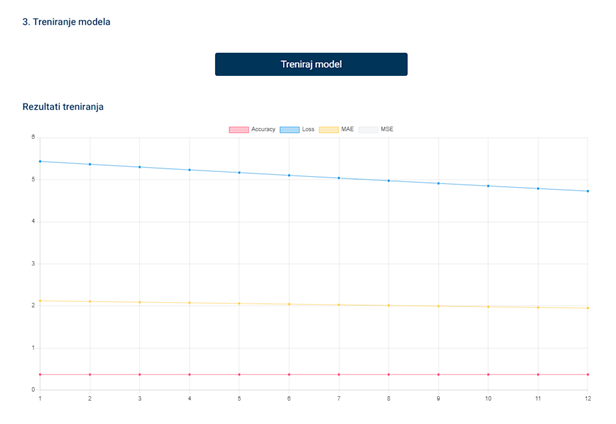 3. Treniranje modela
Treniraj model
Rezultati treniranja
Accuracy Loss MAE MSE
6
5
4
3
2
1
0
1 2 3 4 5 6 7 8 9 10 11 12